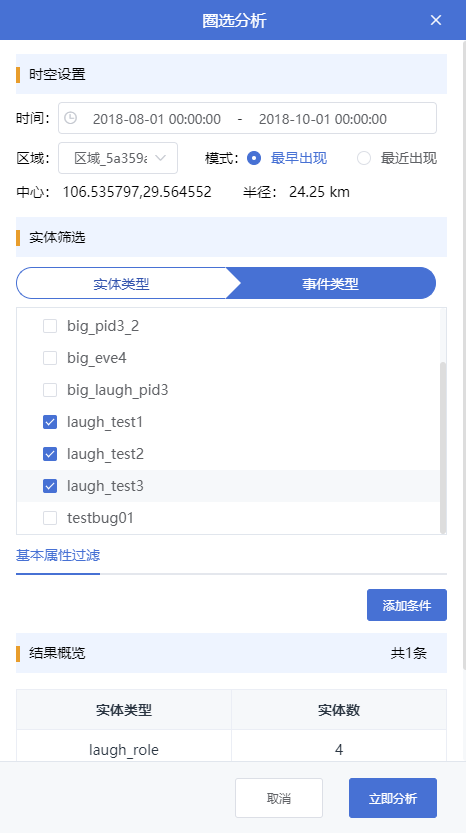 圈选分析
时空设置
时间: 2018-08-01 00:00:00 - 2018-10-01 00:00:00
区域: 区域_5a359a 模式: 最早出现 最近出现
中心: 106.535797,29.564552 半径: 24.25 km
实体筛选
实体类型 事件类型
big_pid3_2
big_eve4
big_laugh_pid3
laugh_test1
laugh_test2
laugh_test3
testbug01
基本属性过滤
添加条件
结果概览 共1条
实体类型 实体数
laugh_role 4
取消 立即分析